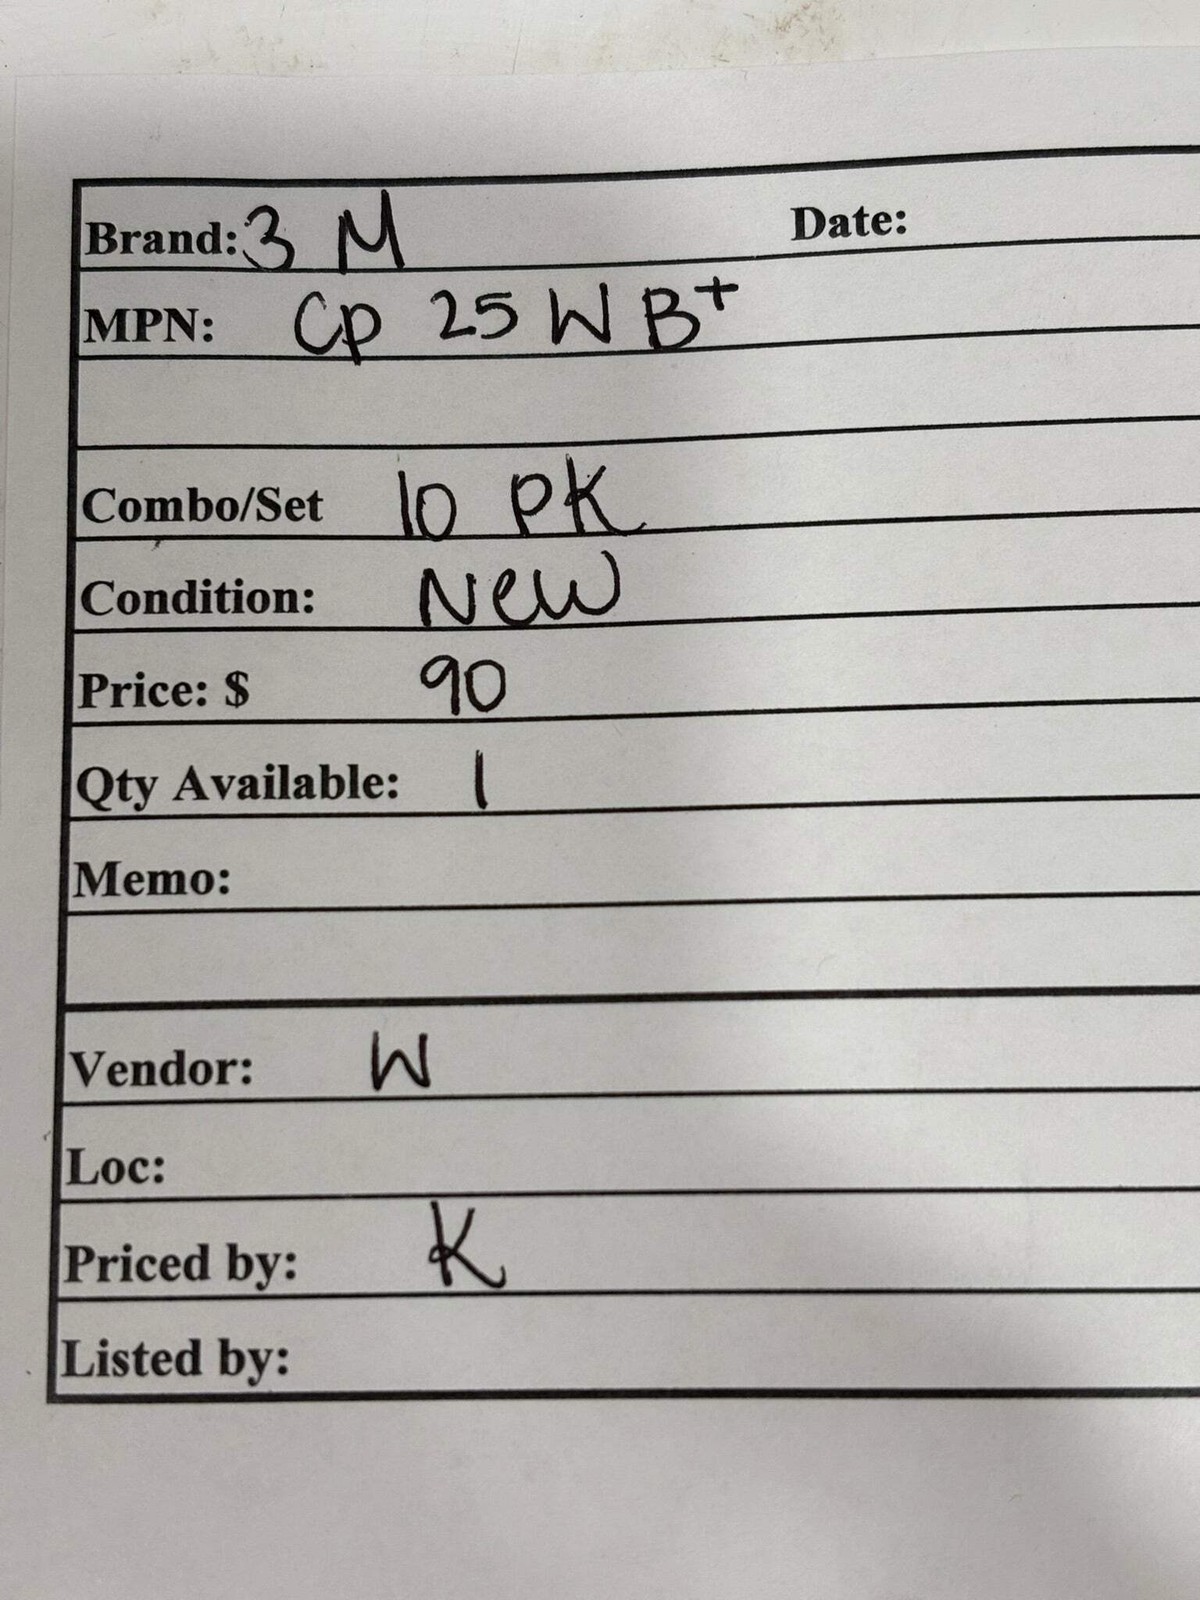 Brand: 3 M Date:
MPN: Cp 25 W B+
Combo/Set 10 PK
Condition: New
Price: $ 90
Qty Available: 1
Memo:
Vendor: W
Loc:
Priced by: K
Listed by: